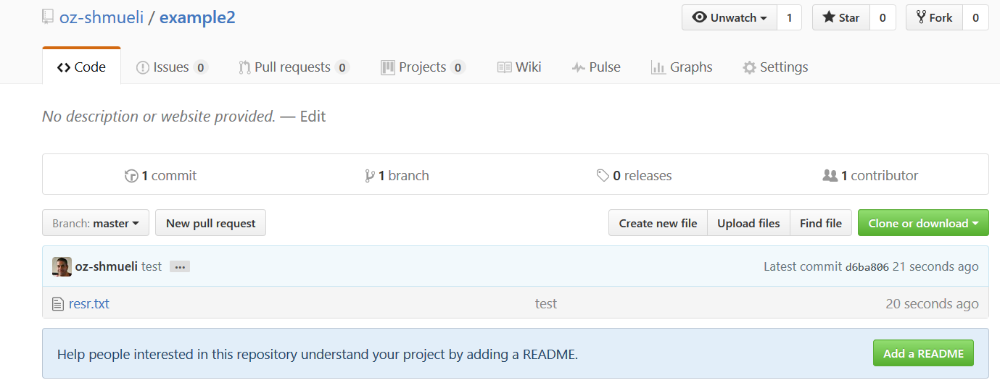 oz-shmueli / example2 Unwatch 1 Star 0 Fork 0
Code Issues 0 Pull requests 0 Projects 0 Wiki Pulse Graphs Settings
No description or website provided. — Edit
1 commit 1 branch 0 releases 1 contributor
Branch: master New pull request Create new file Upload files Find file Clone or download
oz-shmueli test ... Latest commit d6ba806 21 seconds ago
resr.txt test 20 seconds ago
Help people interested in this repository understand your project by adding a README. Add a README